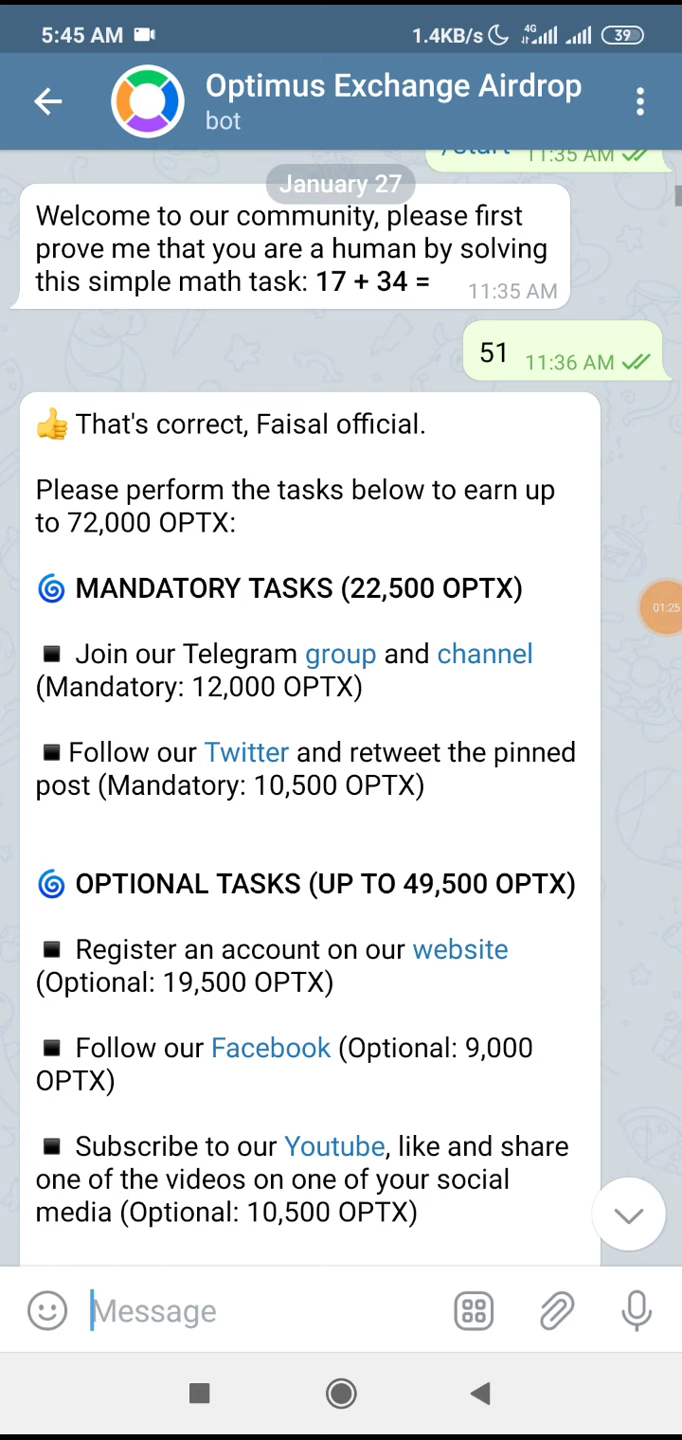 5:45 AM
1.4KB/s 4G 39
Optimus Exchange Airdrop
bot
/start 11:35 AM
January 27
Welcome to our community, please first
prove me that you are a human by solving
this simple math task: 17 + 34 =
11:35 AM
51 11:36 AM
👍 That's correct, Faisal official.
Please perform the tasks below to earn up
to 72,000 OPTX:
🌀 MANDATORY TASKS (22,500 OPTX)
▪️ Join our Telegram group and channel
(Mandatory: 12,000 OPTX)
01:25
▪️Follow our Twitter and retweet the pinned
post (Mandatory: 10,500 OPTX)
🌀 OPTIONAL TASKS (UP TO 49,500 OPTX)
▪️ Register an account on our website
(Optional: 19,500 OPTX)
▪️ Follow our Facebook (Optional: 9,000
OPTX)
▪️ Subscribe to our Youtube, like and share
one of the videos on one of your social
media (Optional: 10,500 OPTX)
Message